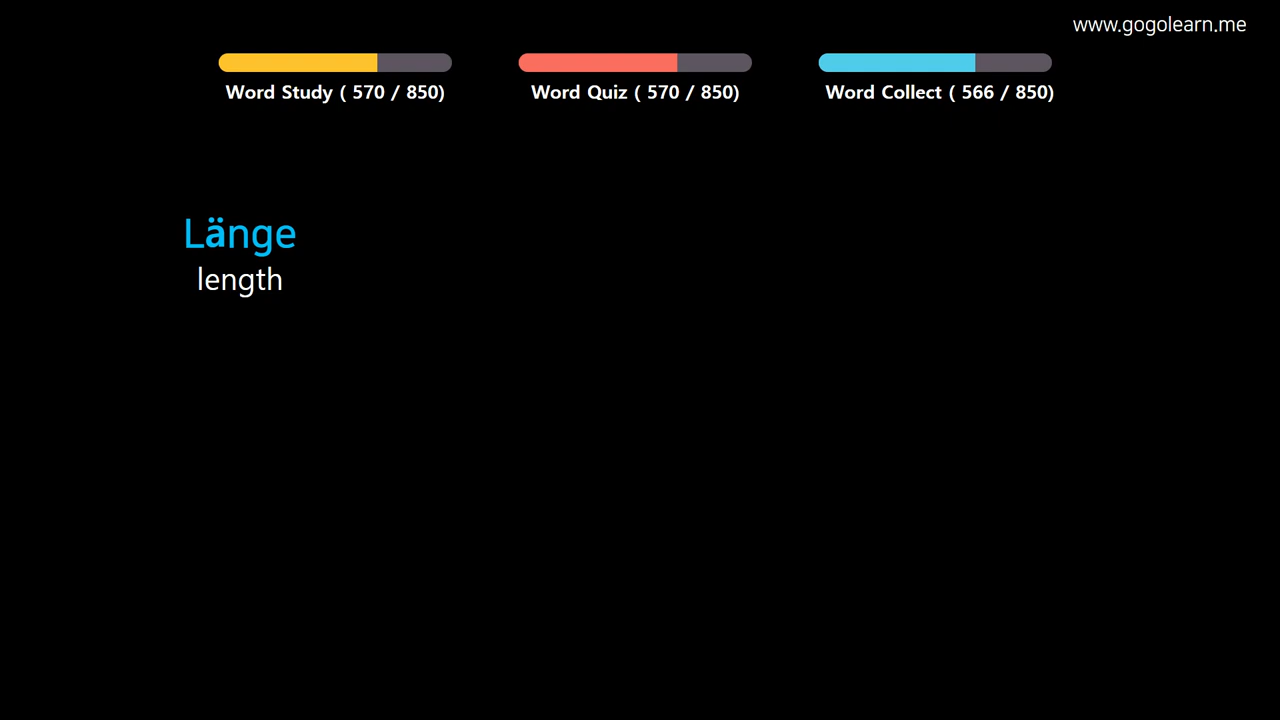 www.gogolearn.me
Word Study ( 570 / 850)
Word Quiz ( 570 / 850)
Word Collect ( 566 / 850)
Länge
length